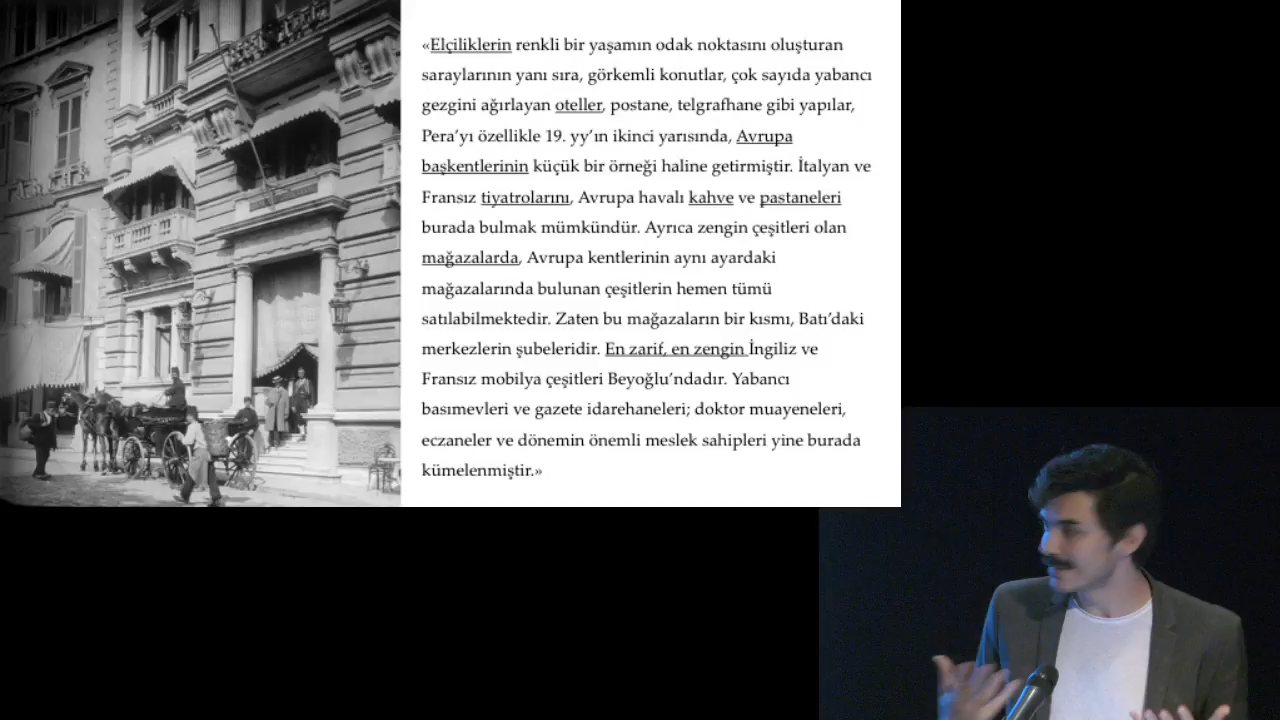 «Elçiliklerin renkli bir yaşamın odak noktasını oluşturan
saraylarının yanı sıra, görkemli konutlar, çok sayıda yabancı
gezgini ağırlayan oteller, postane, telgrafhane gibi yapılar,
Pera’yı özellikle 19. yy’ın ikinci yarısında, Avrupa
başkentlerinin küçük bir örneği haline getirmiştir. İtalyan ve
Fransız tiyatrolarını, Avrupa havalı kahve ve pastaneleri
burada bulmak mümkündür. Ayrıca zengin çeşitleri olan
mağazalarda, Avrupa kentlerinin aynı ayardaki
mağazalarında bulunan çeşitlerin hemen tümü
satılabilmektedir. Zaten bu mağazaların bir kısmı, Batı’daki
merkezlerin şubeleridir. En zarif, en zengin İngiliz ve
Fransız mobilya çeşitleri Beyoğlu’ndadır. Yabancı
basımevleri ve gazete idarehaneleri; doktor muayeneleri,
eczaneler ve dönemin önemli meslek sahipleri yine burada
kümelenmiştir.»